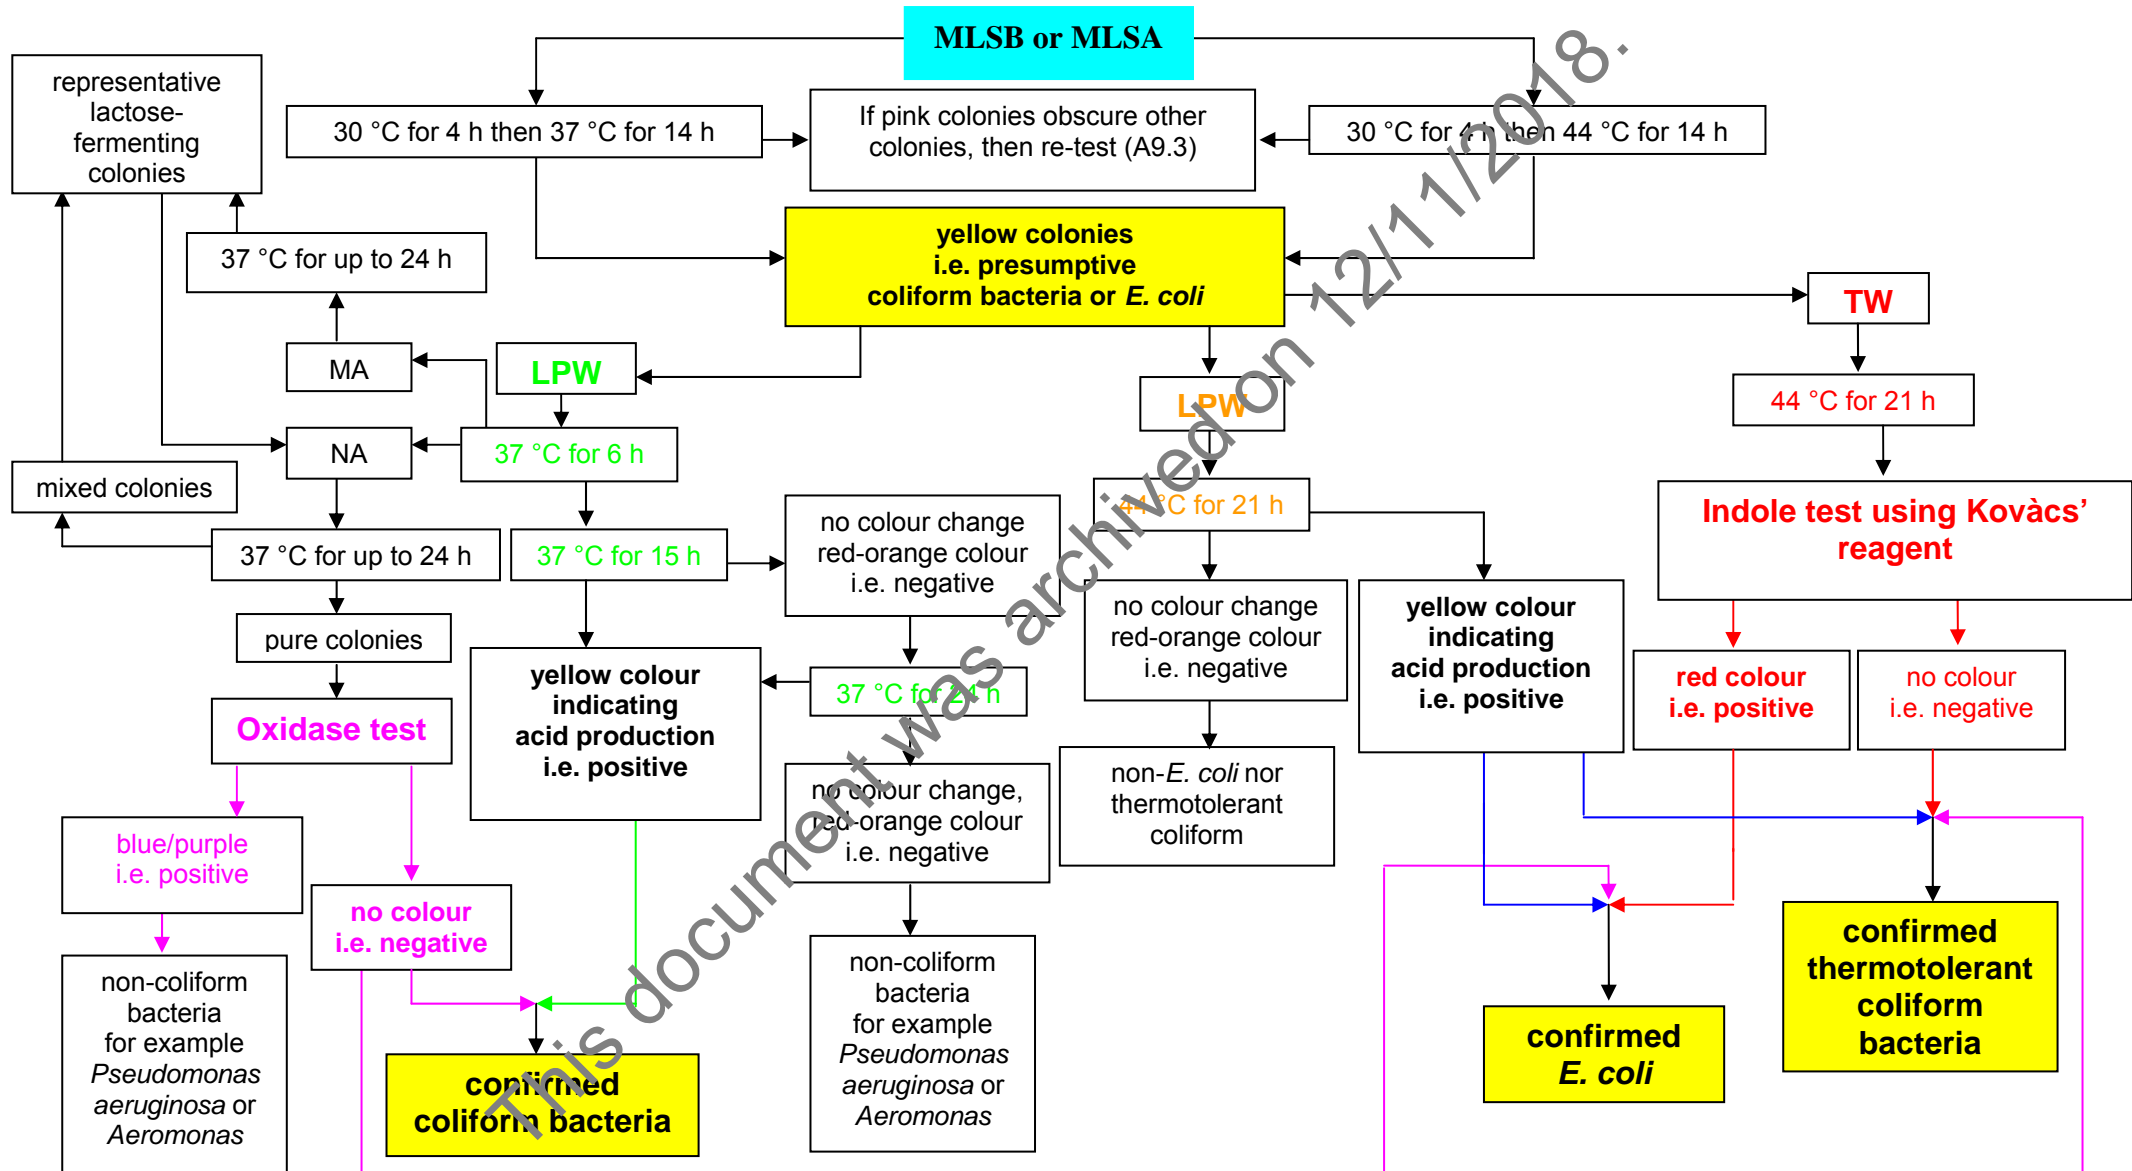 MLSB or MLSA
representative
lactose-
fermenting
colonies
30 °C for 4 h then 37 °C for 14 h
If pink colonies obscure other
colonies, then re-test (A9.3)
30 °C for 4 h then 44 °C for 14 h
37 °C for up to 24 h
yellow colonies
i.e. presumptive
coliform bacteria or E. coli
TW
MA
LPW
LPW
44 °C for 21 h
NA
37 °C for 6 h
mixed colonies
44 °C for 21 h
Indole test using Kovàcs’
reagent
37 °C for up to 24 h
37 °C for 15 h
no colour change
red-orange colour
i.e. negative
no colour change
red-orange colour
i.e. negative
yellow colour
indicating
acid production
i.e. positive
pure colonies
yellow colour
indicating
acid production
i.e. positive
37 °C for 24 h
red colour
i.e. positive
no colour
i.e. negative
Oxidase test
non-E. coli nor
thermotolerant
coliform
no colour change,
red-orange colour
i.e. negative
blue/purple
i.e. positive
no colour
i.e. negative
non-coliform
bacteria
for example
Pseudomonas
aeruginosa or
Aeromonas
confirmed
coliform bacteria
non-coliform
bacteria
for example
Pseudomonas
aeruginosa or
Aeromonas
confirmed
E. coli
confirmed
thermotolerant
coliform
bacteria
This document was archived on 12/11/2018.